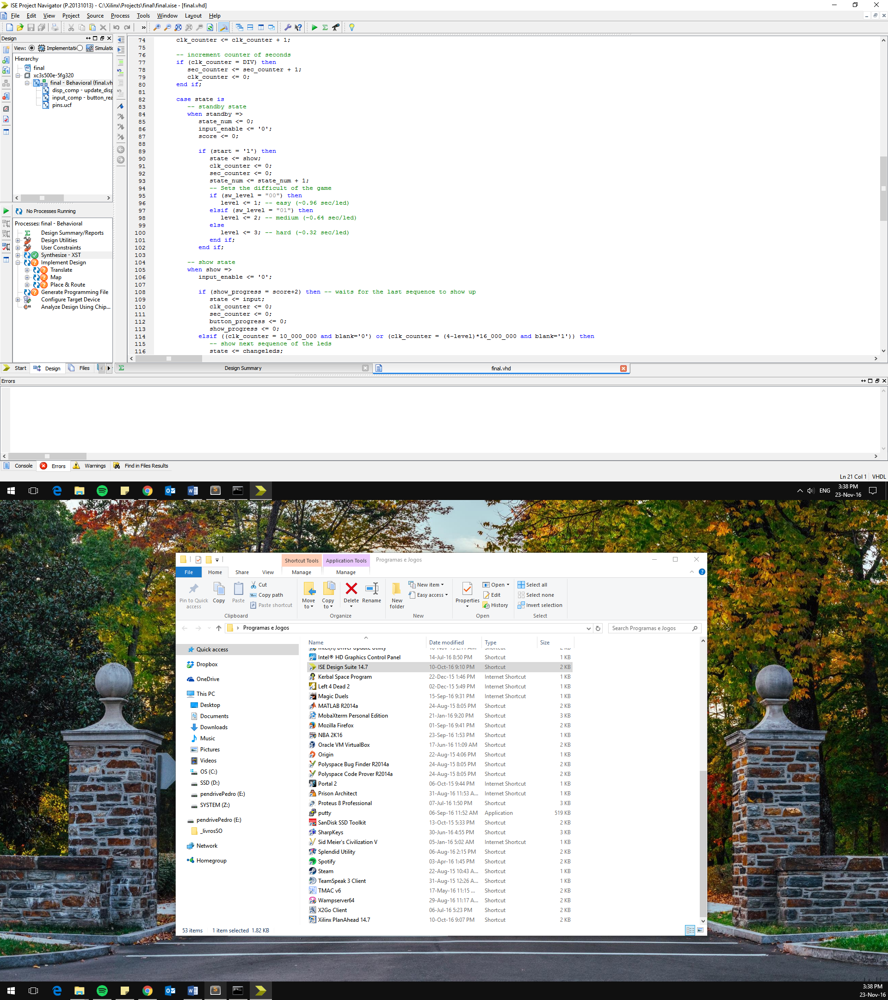 ISE Project Navigator (P.20131013) - C:\Xilinx\Projects\final\final.xise - [final.vhd]
File Edit View Project Source Process Tools Window Layout Help
Design
View: Implementati Simulatic
Hierarchy
final
xc3s500e-5fg320
final - Behavioral (final.vh
disp_comp - update_disp
input_comp - button_rea
pins.ucf
No Processes Running
Processes: final - Behavioral
Design Summary/Reports
Design Utilities
User Constraints
Synthesize - XST
Implement Design
Translate
Map
Place & Route
Generate Programming File
Configure Target Device
Analyze Design Using Chip...
Start Design Files
74 clk_counter <= clk_counter + 1;
75
76 -- increment counter of seconds
77 if (clk_counter = DIV) then
78 sec_counter <= sec_counter + 1;
79 clk_counter <= 0;
80 end if;
81
82 case state is
83 -- standby state
84 when standby =>
85 state_num <= 0;
86 input_enable <= '0';
87 score <= 0;
88
89 if (start = '1') then
90 state <= show;
91 clk_counter <= 0;
92 sec_counter <= 0;
93 state_num <= state_num + 1;
94 -- Sets the difficult of the game
95 if (sw_level = "00") then
96 level <= 1; -- easy (~0.96 sec/led)
97 elsif (sw_level = "01") then
98 level <= 2; -- medium (~0.64 sec/led)
99 else
100 level <= 3; -- hard (~0.32 sec/led)
101 end if;
102 end if;
103
104 -- show state
105 when show =>
106 input_enable <= '0';
107
108 if (show_progress = score+2) then -- waits for the last sequence to show up
109 state <= input;
110 clk_counter <= 0;
111 sec_counter <= 0;
112 button_progress <= 0;
113 show_progress <= 0;
114 elsif ((clk_counter = 10_000_000 and blank='0') or (clk_counter = (4-level)*16_000_000 and blank='1')) then
115 -- show next sequence of the leds
116 state <= changeleds;
Design Summary final.vhd
Errors
Console Errors Warnings Find in Files Results
Ln 21 Col 1 VHDL
ENG 3:38 PM
23-Nov-16
Shortcut Tools Application Tools Programas e Jogos
File Home Share View Manage Manage
Pin to Quick access Copy Paste Cut Copy path Paste shortcut
Clipboard
Move to Copy to Delete Rename
Organize
New folder New item Easy access
New
Properties Open Edit History
Open
Select all Select none Invert selection
Select
Programas e Jogos Search Programas e Jogos
Quick access
Dropbox
OneDrive
This PC
Desktop
Documents
Downloads
Music
Pictures
Videos
OS (C:)
SSD (D:)
pendrivePedro (E:)
SYSTEM (Z:)
pendrivePedro (E:)
_livrosSO
Network
Homegroup
Name Date modified Type Size
Intel(R) Driver Update Utility
Intel® HD Graphics Control Panel 14-Jul-16 8:50 PM Shortcut 1 KB
ISE Design Suite 14.7 10-Oct-16 9:10 PM Shortcut 2 KB
Kerbal Space Program 22-Dec-15 1:46 PM Internet Shortcut 1 KB
Left 4 Dead 2 02-Dec-15 5:49 PM Internet Shortcut 1 KB
Magic Duels 15-Sep-16 9:31 PM Internet Shortcut 1 KB
MATLAB R2014a 24-Aug-15 8:05 PM Shortcut 2 KB
MobaXterm Personal Edition 21-Jan-16 9:20 PM Shortcut 3 KB
Mozilla Firefox 01-Sep-16 9:41 PM Shortcut 2 KB
NBA 2K16 23-Sep-16 1:53 PM Shortcut 1 KB
Oracle VM VirtualBox 17-Jun-16 11:09 AM Shortcut 2 KB
Origin 22-Aug-15 4:06 PM Shortcut 1 KB
Polyspace Bug Finder R2014a 24-Aug-15 8:05 PM Shortcut 2 KB
Polyspace Code Prover R2014a 24-Aug-15 8:05 PM Shortcut 2 KB
Portal 2 06-Oct-15 9:44 PM Internet Shortcut 1 KB
Prison Architect 31-Aug-16 11:53 A... Internet Shortcut 1 KB
Proteus 8 Professional 07-Jul-16 1:50 PM Shortcut 3 KB
putty 06-Sep-16 11:52 AM Application 519 KB
SanDisk SSD Toolkit 13-Oct-15 5:33 PM Shortcut 2 KB
SharpKeys 30-Jun-16 4:55 PM Shortcut 3 KB
Sid Meier's Civilization V 05-Jan-16 5:02 AM Internet Shortcut 1 KB
Splendid Utility 06-Aug-16 2:15 PM Shortcut 2 KB
Spotify 03-Apr-16 1:45 PM Shortcut 2 KB
Steam 22-Aug-15 10:43 A... Shortcut 1 KB
TeamSpeak 3 Client 31-Aug-15 12:26 A... Shortcut 1 KB
TMAC v6 17-May-16 11:15 ... Shortcut 2 KB
Wampserver64 29-Aug-16 11:17 A... Shortcut 2 KB
X2Go Client 06-Jul-16 5:23 PM Shortcut 2 KB
Xilinx PlanAhead 14.7 10-Oct-16 9:07 PM Shortcut 2 KB
53 items 1 item selected 1.82 KB
3:38 PM
23-Nov-16